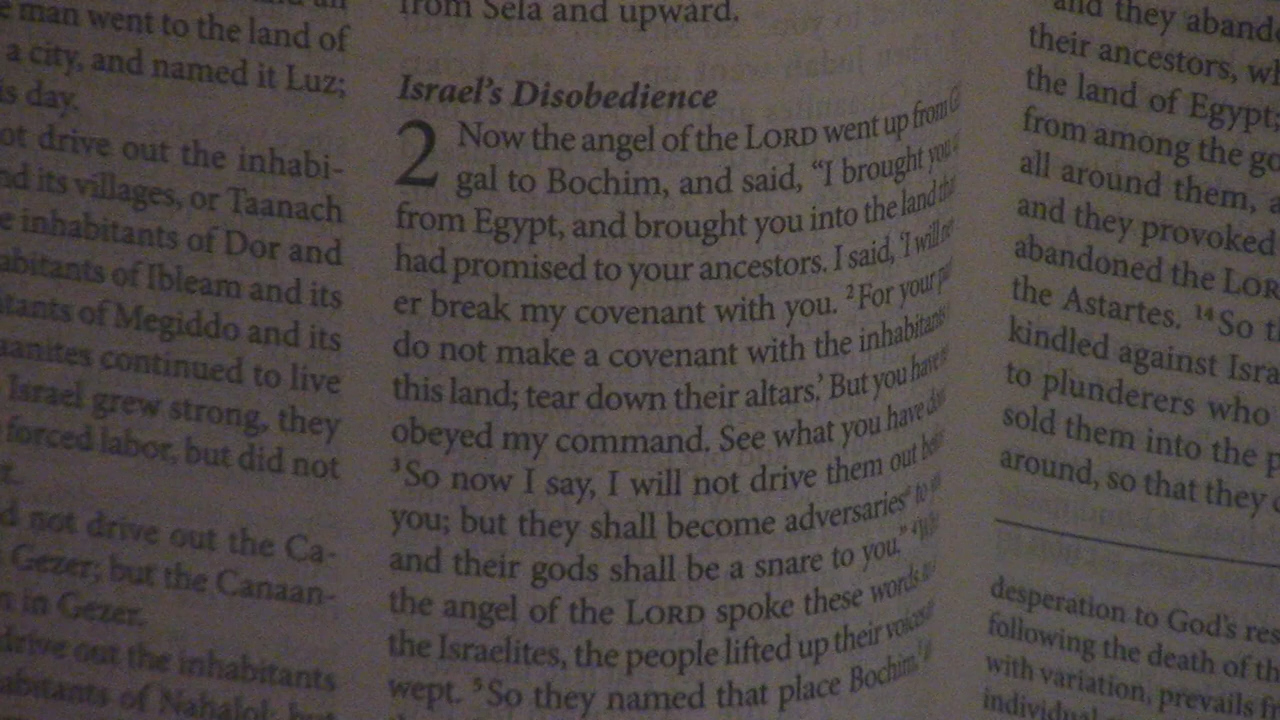 man went to the land of
a city, and named it Luz;
is day.
ot drive out the inhabi-
nd its villages, or Taanach
e inhabitants of Dor and
abitants of Ibleam and its
itants of Megiddo and its
aanites continued to live
Israel grew strong, they
forced labor, but did not
d not drive out the Ca-
Gezer; but the Canaan-
in Gezer.
drive out the inhabitants
abitants of Nahalol; but
from Sela and upward.
Israel's Disobedience
2 Now the angel of the LORD went up from G
gal to Bochim, and said, "I brought you
from Egypt, and brought you into the land that
had promised to your ancestors. I said, 'I will
er break my covenant with you. 2 For your
do not make a covenant with the inhabitants
this land; tear down their altars.' But you have
obeyed my command. See what you have
3 So now I say, I will not drive them out
you; but they shall become adversaries to
and their gods shall be a snare to you."
the angel of the LORD spoke these words
the Israelites, the people lifted up their voices
wept. 5 So they named that place Bochim,
and they abando
their ancestors, wh
the land of Egypt;
from among the go
all around them, a
and they provoked
abandoned the LOR
the Astartes. 14 So t
kindled against Isra
to plunderers who
sold them into the p
around, so that they
desperation to God's res
following the death of th
with variation, prevails f
individual